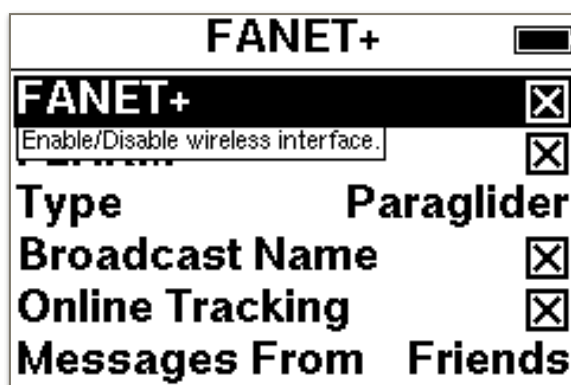 FANET+
FANET+
Enable/Disable wireless interface.
Type Paraglider
Broadcast Name
Online Tracking
Messages From Friends